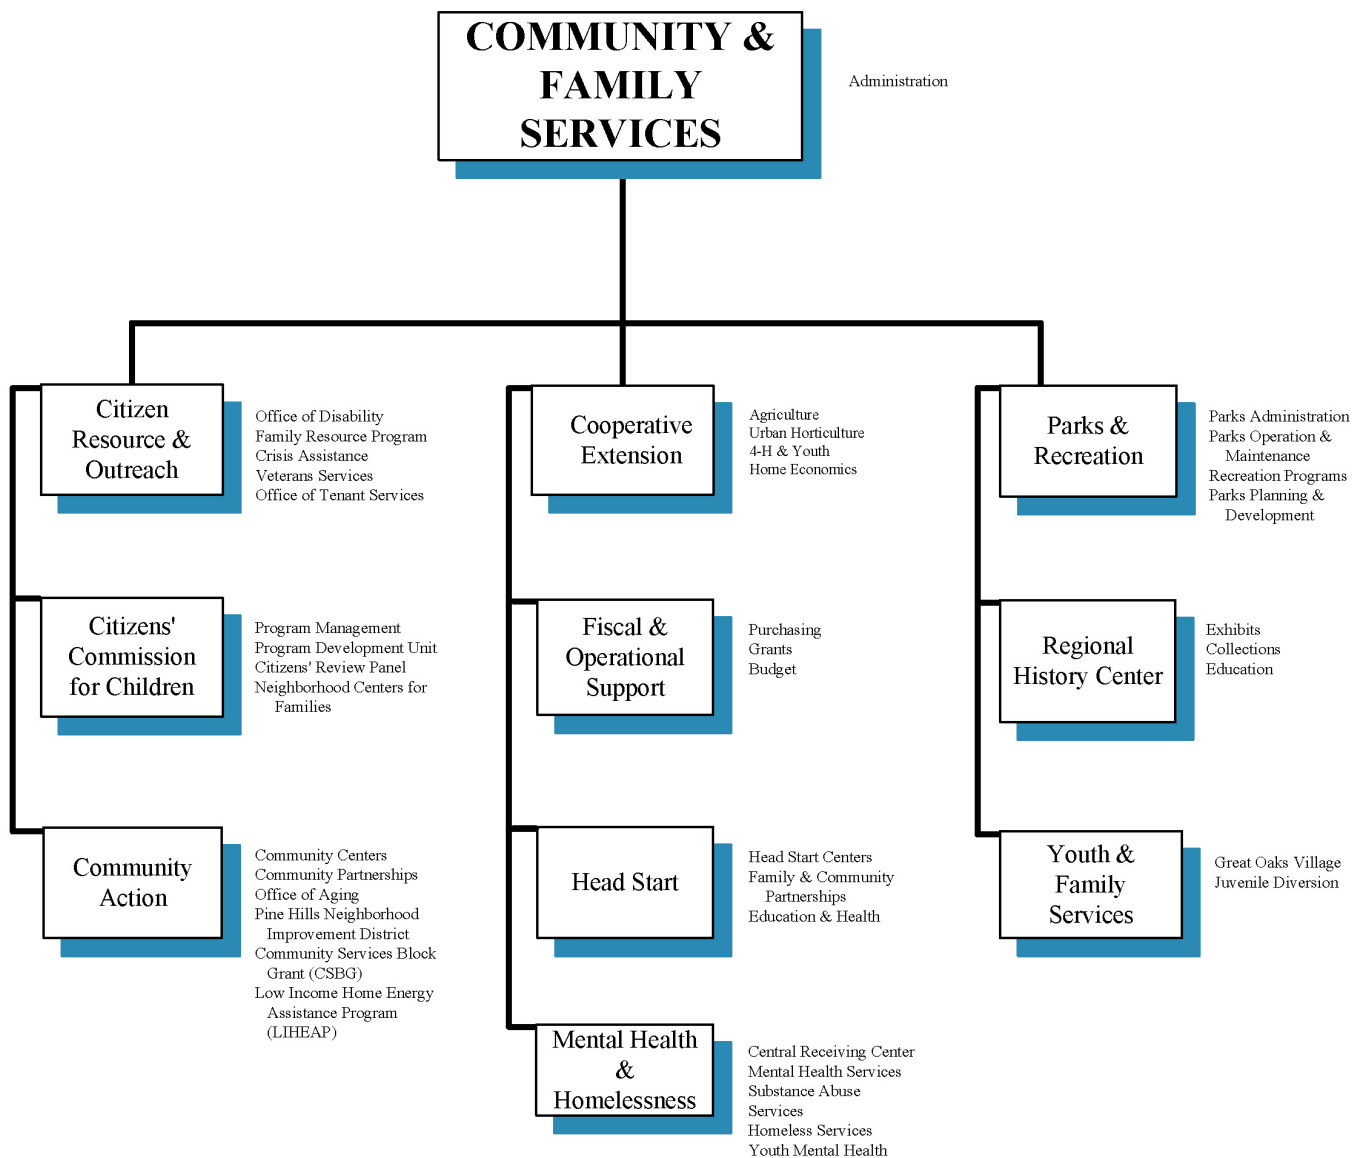 COMMUNITY &
FAMILY
SERVICES
Administration
Citizen
Resource &
Outreach
Office of Disability
Family Resource Program
Crisis Assistance
Veterans Services
Office of Tenant Services
Cooperative
Extension
Agriculture
Urban Horticulture
4-H & Youth
Home Economics
Parks &
Recreation
Parks Administration
Parks Operation &
Maintenance
Recreation Programs
Parks Planning &
Development
Citizens'
Commission
for Children
Program Management
Program Development Unit
Citizens' Review Panel
Neighborhood Centers for
Families
Fiscal &
Operational
Support
Purchasing
Grants
Budget
Regional
History Center
Exhibits
Collections
Education
Community
Action
Community Centers
Community Partnerships
Office of Aging
Pine Hills Neighborhood
Improvement District
Community Services Block
Grant (CSBG)
Low Income Home Energy
Assistance Program
(LIHEAP)
Head Start
Head Start Centers
Family & Community
Partnerships
Education & Health
Youth &
Family
Services
Great Oaks Village
Juvenile Diversion
Mental Health
&
Homelessness
Central Receiving Center
Mental Health Services
Substance Abuse
Services
Homeless Services
Youth Mental Health